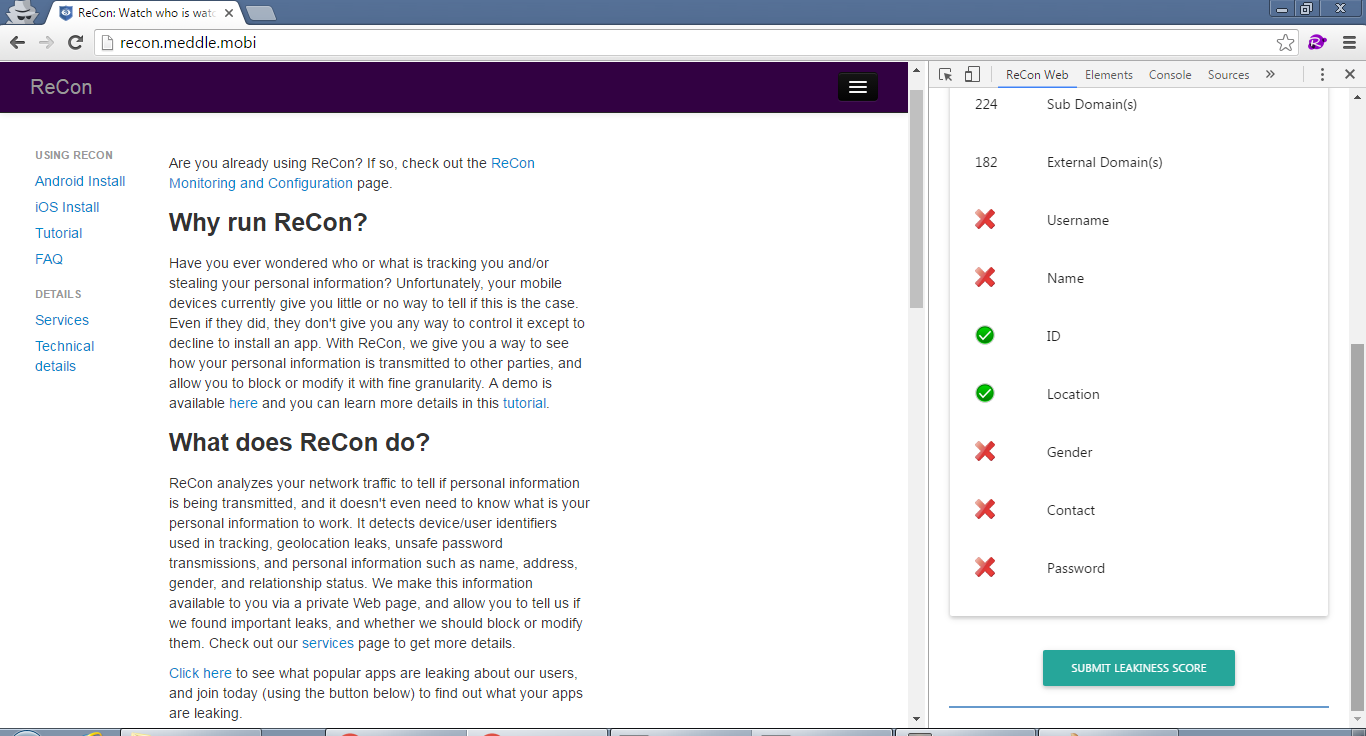 ReCon: Watch who is wat
recon.meddle.mobi
ReCon
USING RECON
Android Install
iOS Install
Tutorial
FAQ
DETAILS
Services
Technical
details
Are you already using ReCon? If so, check out the ReCon
Monitoring and Configuration page.
Why run ReCon?
Have you ever wondered who or what is tracking you and/or
stealing your personal information? Unfortunately, your mobile
devices currently give you little or no way to tell if this is the case.
Even if they did, they don't give you any way to control it except to
decline to install an app. With ReCon, we give you a way to see
how your personal information is transmitted to other parties, and
allow you to block or modify it with fine granularity. A demo is
available here and you can learn more details in this tutorial.
What does ReCon do?
ReCon analyzes your network traffic to tell if personal information
is being transmitted, and it doesn't even need to know what is your
personal information to work. It detects device/user identifiers
used in tracking, geolocation leaks, unsafe password
transmissions, and personal information such as name, address,
gender, and relationship status. We make this information
available to you via a private Web page, and allow you to tell us if
we found important leaks, and whether we should block or modify
them. Check out our services page to get more details.
Click here to see what popular apps are leaking about our users,
and join today (using the button below) to find out what your apps
are leaking.
ReCon Web Elements Console Sources »
224 Sub Domain(s)
182 External Domain(s)
Username
Name
ID
Location
Gender
Contact
Password
SUBMIT LEAKINESS SCORE